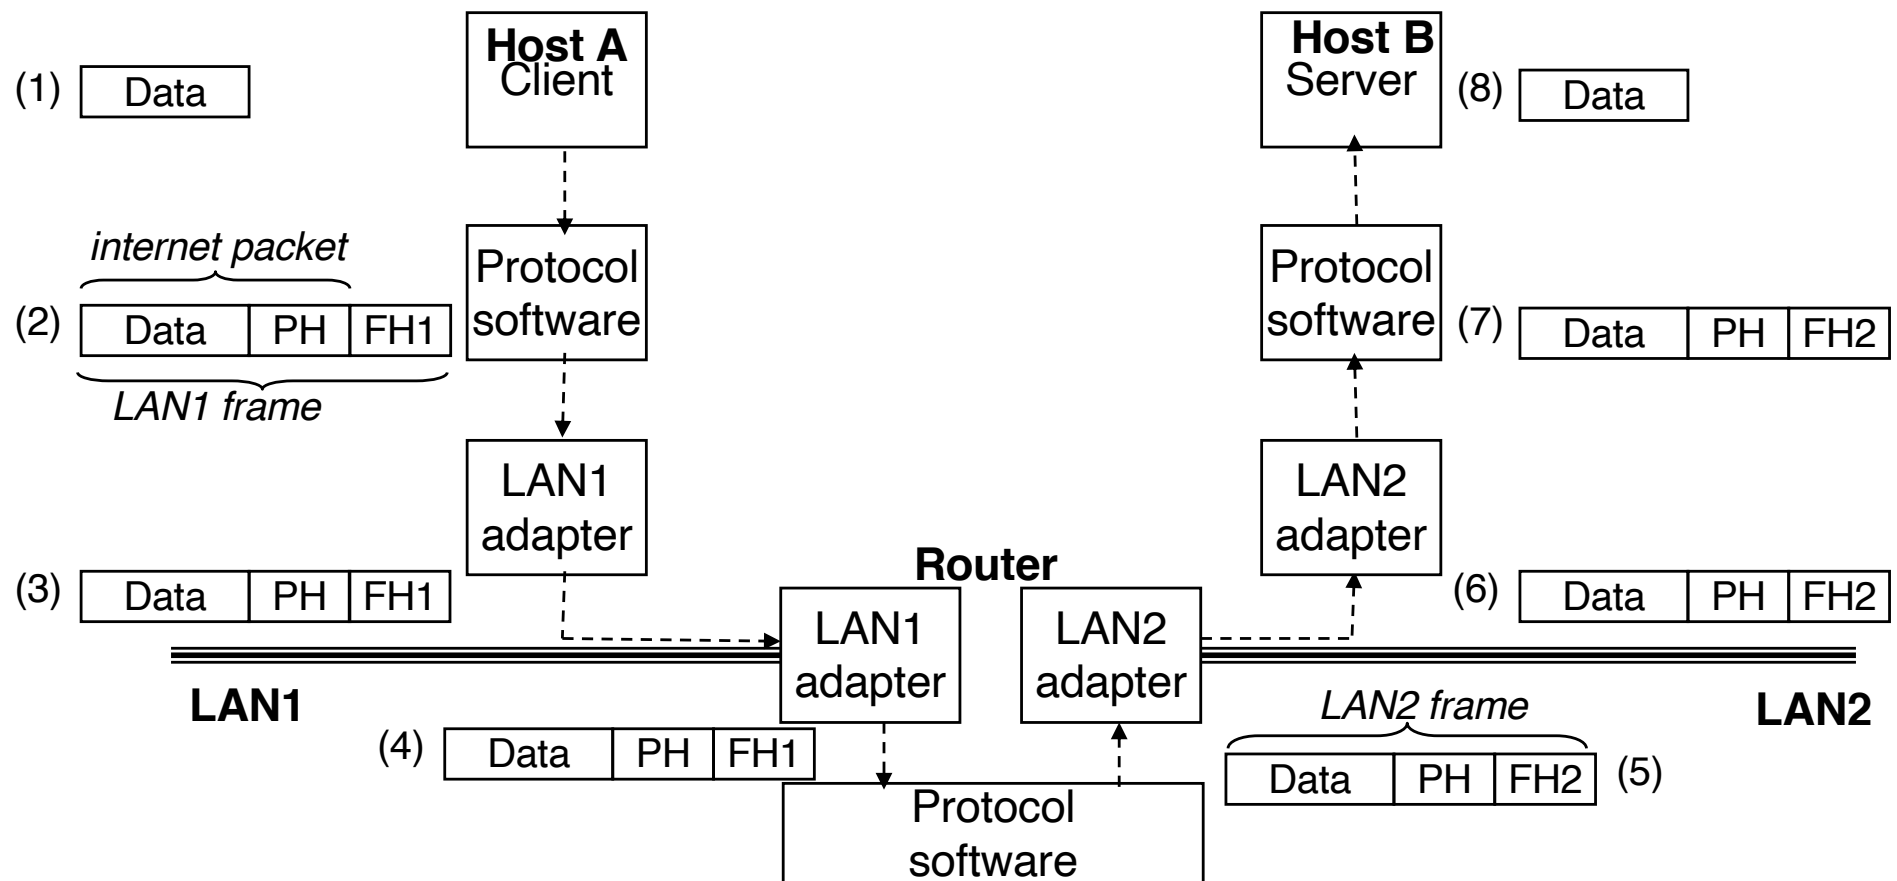 Host A
Client
Host B
Server
(1) Data
(8) Data
internet packet
Protocol
software
Protocol
software
(2) Data PH FH1
(7) Data PH FH2
LAN1 frame
LAN1
adapter
LAN2
adapter
Router
(3) Data PH FH1
(6) Data PH FH2
LAN1
adapter
LAN2
adapter
LAN1
LAN2 frame
LAN2
(4) Data PH FH1
Data PH FH2 (5)
Protocol
software